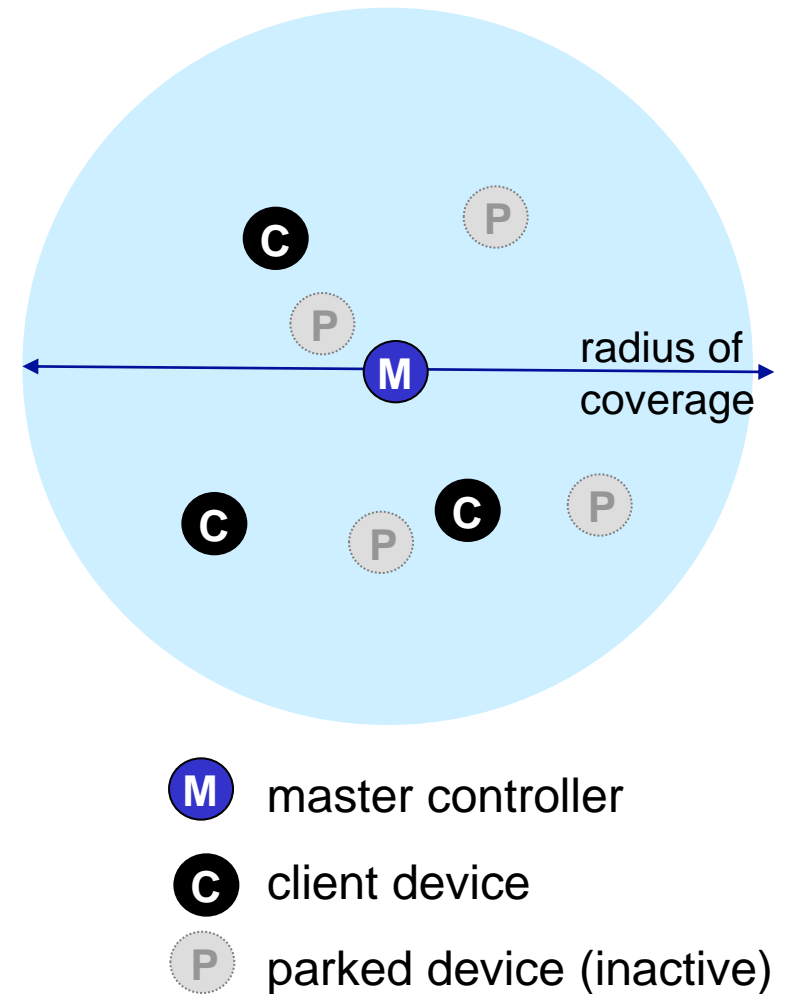 P
C
P
radius of
M
coverage
P
C
C
P
M master controller
C client device
P parked device (inactive)